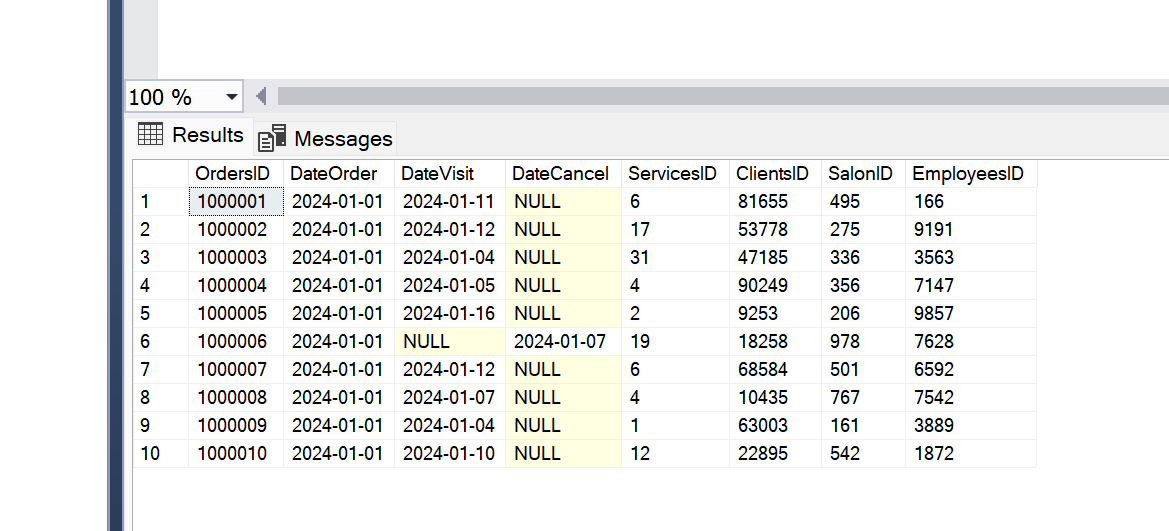 100 %
Results Messages
OrdersID DateOrder DateVisit DateCancel ServicesID ClientsID SalonID EmployeesID
1 1000001 2024-01-01 2024-01-11 NULL 6 81655 495 166
2 1000002 2024-01-01 2024-01-12 NULL 17 53778 275 9191
3 1000003 2024-01-01 2024-01-04 NULL 31 47185 336 3563
4 1000004 2024-01-01 2024-01-05 NULL 4 90249 356 7147
5 1000005 2024-01-01 2024-01-16 NULL 2 9253 206 9857
6 1000006 2024-01-01 NULL 2024-01-07 19 18258 978 7628
7 1000007 2024-01-01 2024-01-12 NULL 6 68584 501 6592
8 1000008 2024-01-01 2024-01-07 NULL 4 10435 767 7542
9 1000009 2024-01-01 2024-01-04 NULL 1 63003 161 3889
10 1000010 2024-01-01 2024-01-10 NULL 12 22895 542 1872